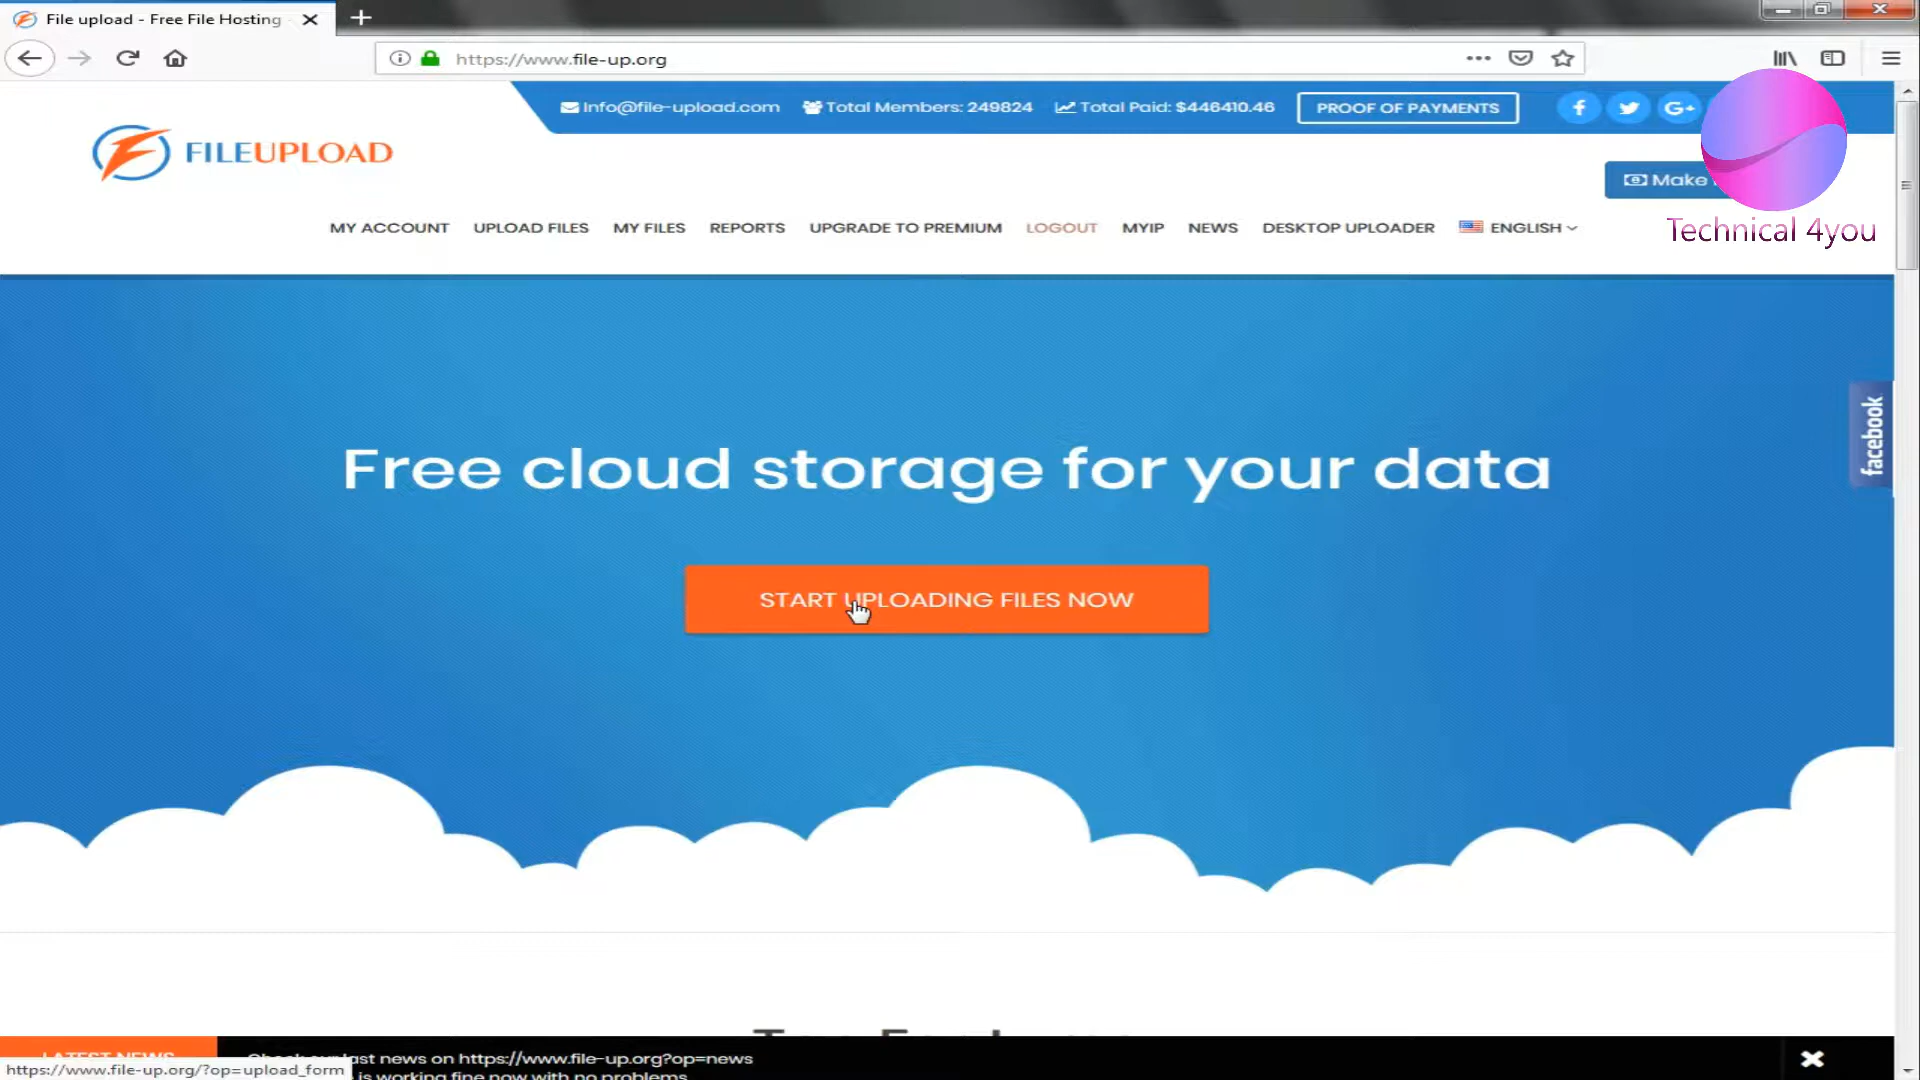 File upload - Free File Hosting -
https://www.file-up.org
Info@file-upload.com Total Members: 249824 Total Paid: $446410.46 PROOF OF PAYMENTS
FILEUPLOAD
Make
Technical 4you
MY ACCOUNT UPLOAD FILES MY FILES REPORTS UPGRADE TO PREMIUM LOGOUT MYIP NEWS DESKTOP UPLOADER ENGLISH
facebook
Free cloud storage for your data
START UPLOADING FILES NOW
LATEST NEWS
last news on https://www.file-up.org?op=news
https://www.file-up.org/?op=upload_form
is working fine now with no problems